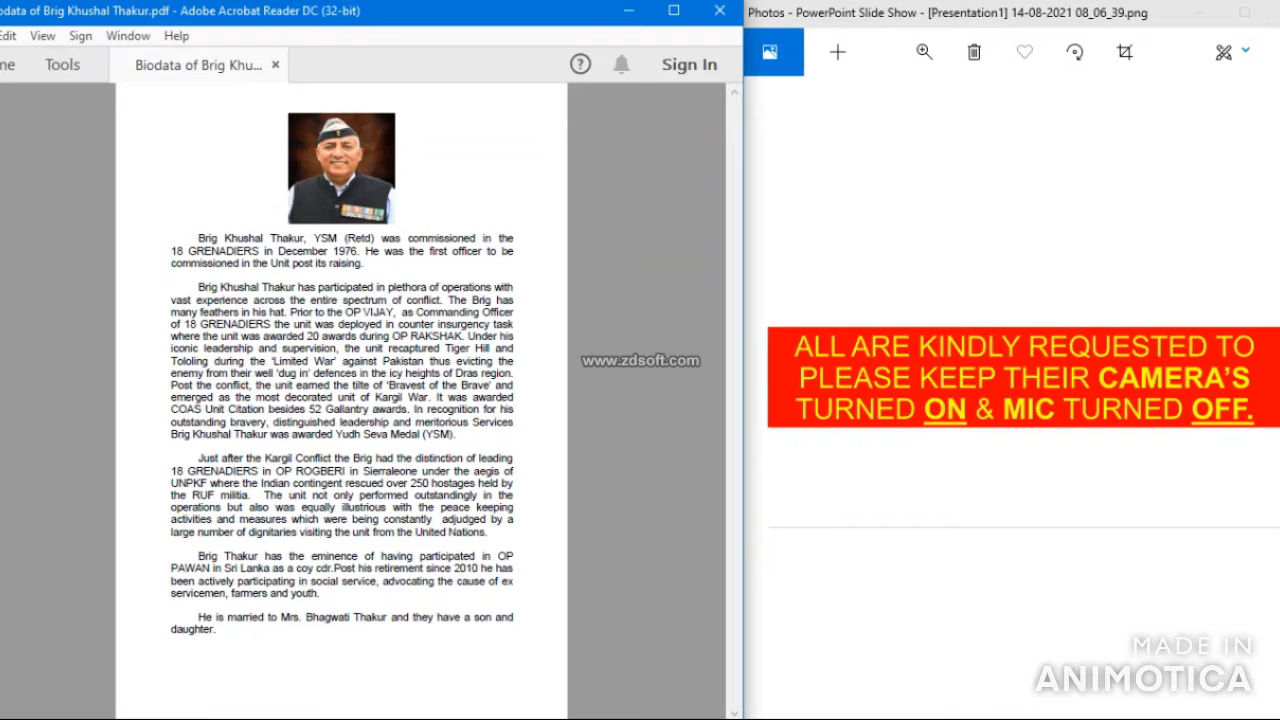 odata of Brig Khushal Thakur.pdf - Adobe Acrobat Reader DC (32-bit)
Edit View Sign Window Help
me Tools Biodata of Brig Khu... × Sign In
Brig Khushal Thakur, YSM (Retd) was commissioned in the
18 GRENADIERS in December 1976. He was the first officer to be
commissioned in the Unit post its raising.
Brig Khushal Thakur has participated in plethora of operations with
vast experience across the entire spectrum of conflict. The Brig has
many feathers in his hat. Prior to the OP VIJAY, as Commanding Officer
of 18 GRENADIERS the unit was deployed in counter insurgency task
where the unit was awarded 20 awards during OP RAKSHAK. Under his
iconic leadership and supervision, the unit recaptured Tiger Hill and
Tololing during the 'Limited War' against Pakistan thus evicting the
enemy from their well 'dug in' defences in the icy heights of Dras region.
Post the conflict, the unit earned the tilte of 'Bravest of the Brave' and
emerged as the most decorated unit of Kargil War. It was awarded
COAS Unit Citation besides 52 Gallantry awards. In recognition for his
outstanding bravery, distinguished leadership and meritorious Services
Brig Khushal Thakur was awarded Yudh Seva Medal (YSM).
Just after the Kargil Conflict the Brig had the distinction of leading
18 GRENADIERS in OP ROGBERI in Sierraleone under the aegis of
UNPKF where the Indian contingent rescued over 250 hostages held by
the RUF militia. The unit not only performed outstandingly in the
operations but also was equally illustrious with the peace keeping
activities and measures which were being constantly adjudged by a
large number of dignitaries visiting the unit from the United Nations.
Brig Thakur has the eminence of having participated in OP
PAWAN in Sri Lanka as a coy cdr.Post his retirement since 2010 he has
been actively participating in social service, advocating the cause of ex
servicemen, farmers and youth.
He is married to Mrs. Bhagwati Thakur and they have a son and
daughter.
www.zdsoft.com
Photos - PowerPoint Slide Show - [Presentation1] 14-08-2021 08_06_39.png
ALL ARE KINDLY REQUESTED TO
PLEASE KEEP THEIR CAMERA'S
TURNED ON & MIC TURNED OFF.
MADE IN
ANIMOTICA